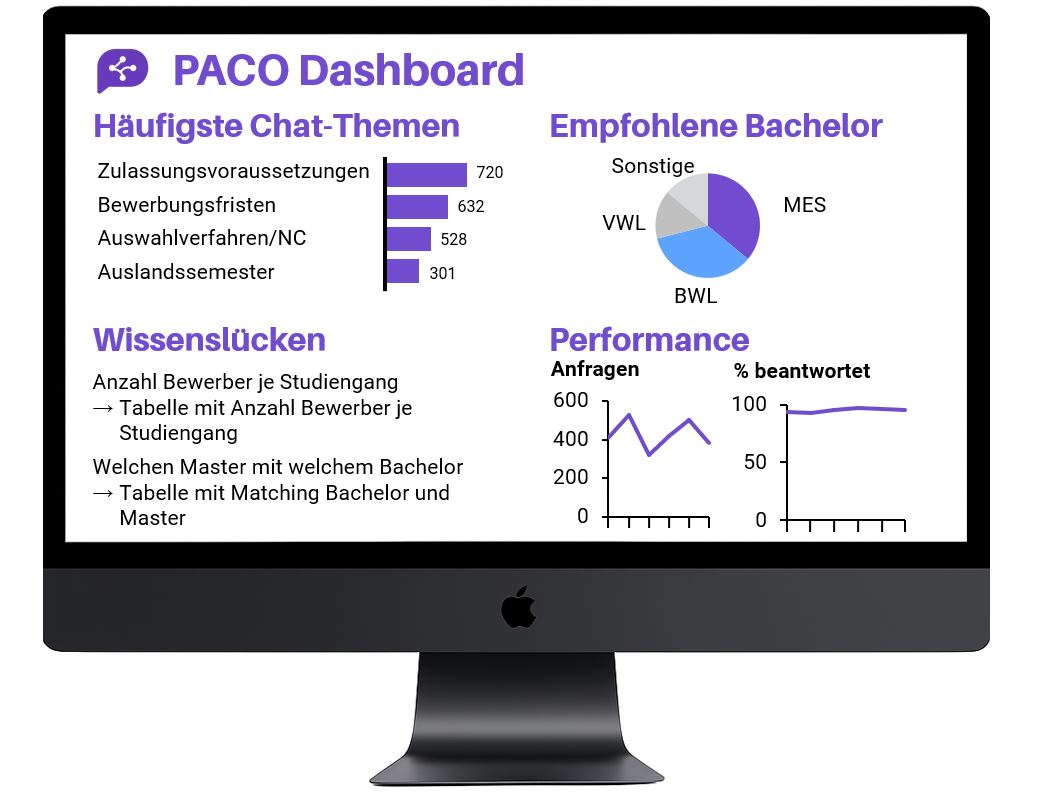 PACO Dashboard
Häufigste Chat-Themen
Zulassungsvoraussetzungen 720
Bewerbungsfristen 632
Auswahlverfahren/NC 528
Auslandssemester 301
Empfohlene Bachelor
Sonstige
MES
VWL
BWL
Wissenslücken
Anzahl Bewerber je Studiengang
→ Tabelle mit Anzahl Bewerber je
Studiengang
Welchen Master mit welchem Bachelor
→ Tabelle mit Matching Bachelor und
Master
Performance
Anfragen
600
400
200
0
% beantwortet
100
50
0